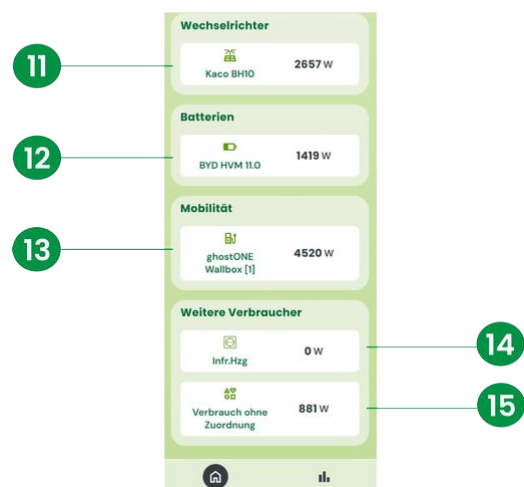 Wechselrichter
11
Kaco BH10
2657 W
Batterien
12
BYD HVM 11.0
1419 W
Mobilität
13
ghostONE
Wallbox [1]
4520 W
Weitere Verbraucher
Infr.Hzg
0 W
14
Verbrauch ohne
Zuordnung
881 W
15